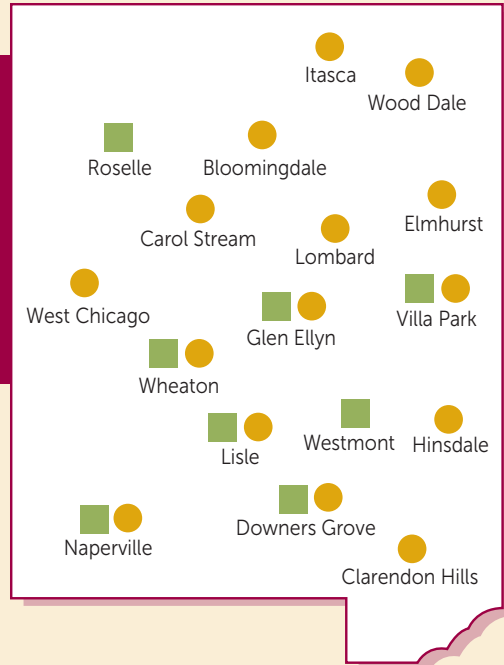 Itasca
Wood Dale
Roselle
Bloomingdale
Elmhurst
Carol Stream
Lombard
West Chicago
Villa Park
Glen Ellyn
Wheaton
Westmont
Hinsdale
Lisle
Downers Grove
Naperville
Clarendon Hills